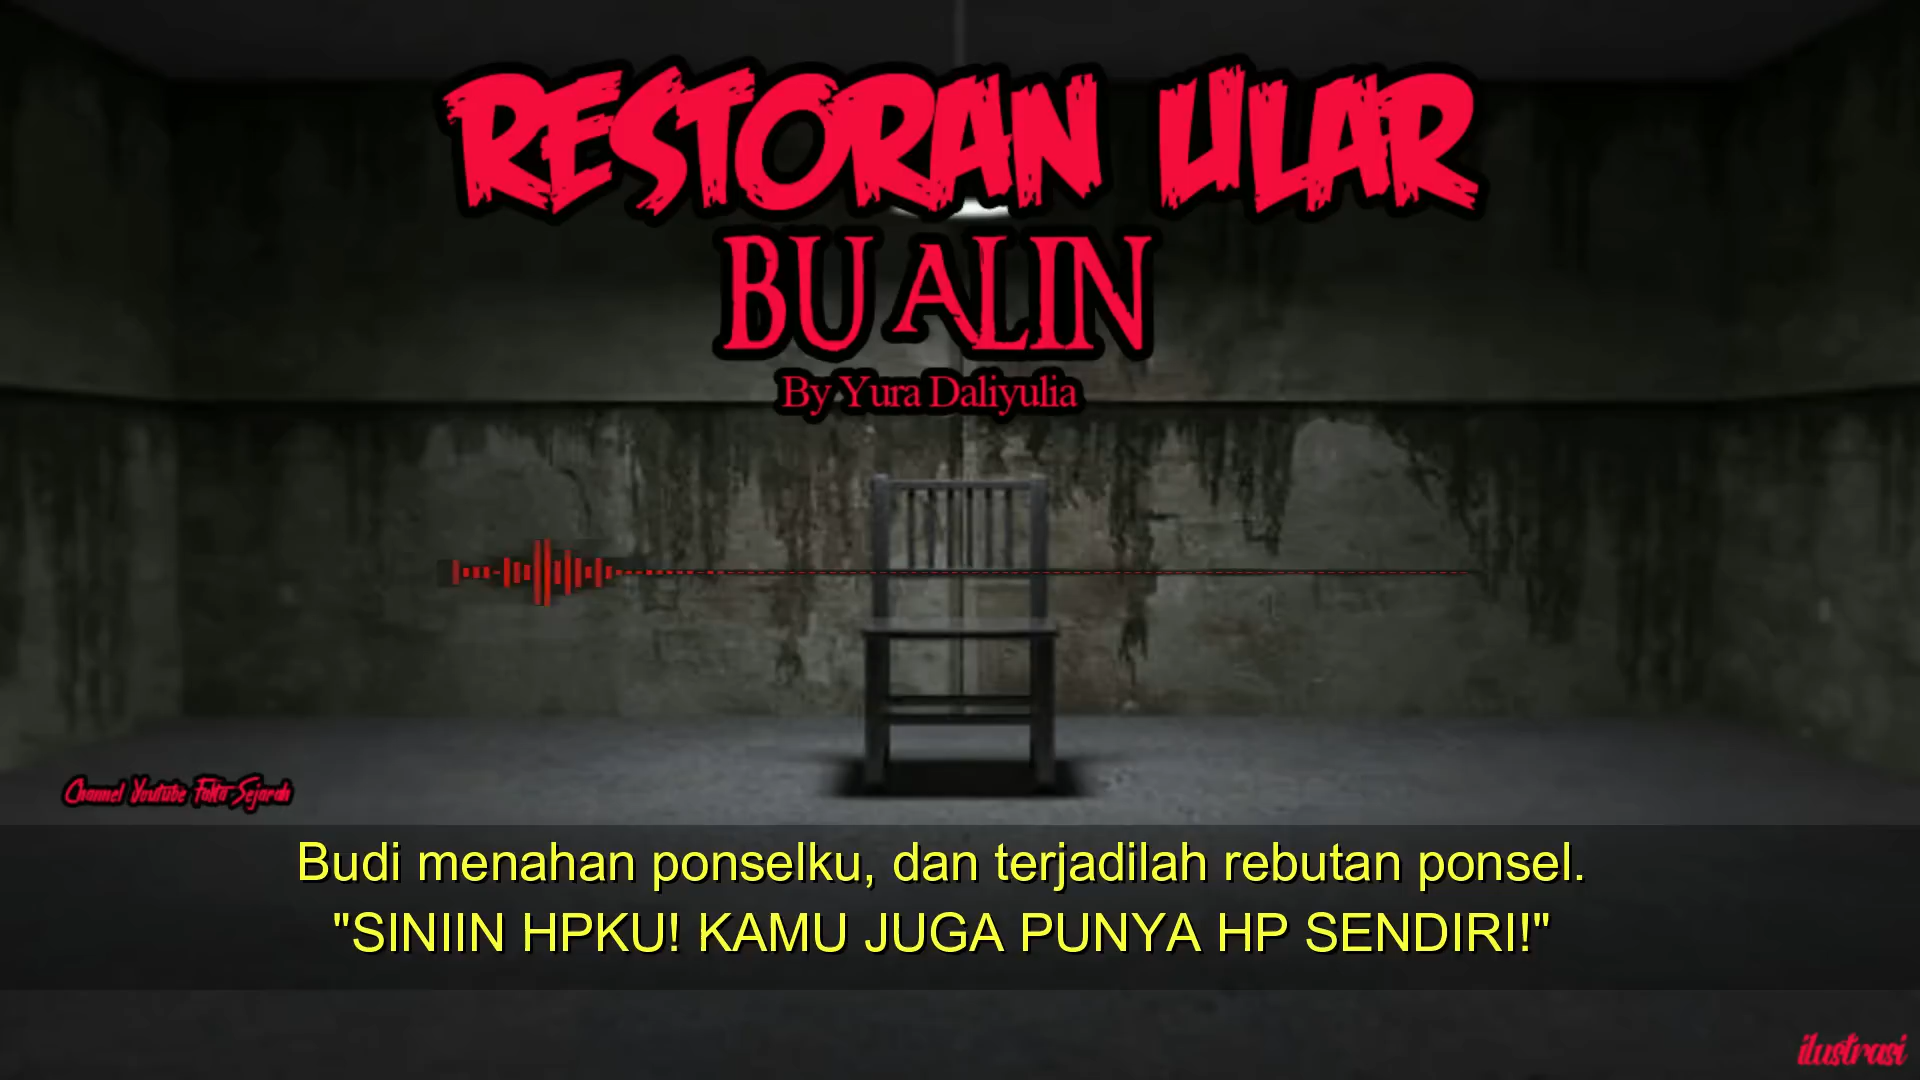 RESTORAN ULAR
BU ALIN
By Yura Daliyulia
Channel Youtube Fakta Sejarah
Budi menahan ponselku, dan terjadilah rebutan ponsel.
"SINIIN HPKU! KAMU JUGA PUNYA HP SENDIRI!"
ilustrasi